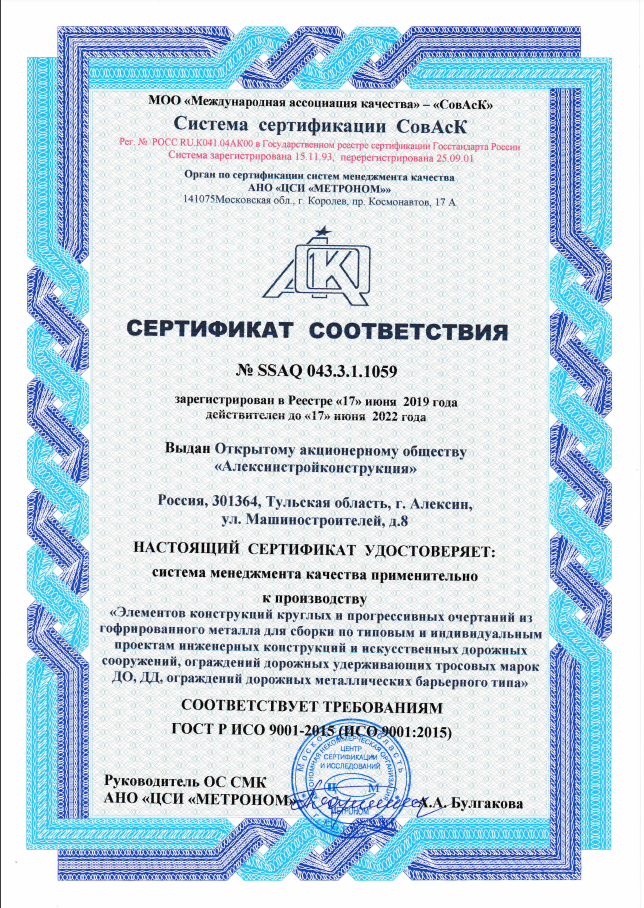 МОО «Международная ассоциация качества» – «СовАсК»
Система сертификации СовАсК
Рег. № РОСС RU.К041.04АК00 в Государственном реестре сертификации Госстандарта России
Система зарегистрирована 15.11.93, перерегистрирована 25.09.01
Орган по сертификации систем менеджмента качества
АНО «ЦСИ «МЕТРОНОМ»»
141075Московская обл., г. Королев, пр. Космонавтов, 17 А
СЕРТИФИКАТ СООТВЕТСТВИЯ
№ SSAQ 043.3.1.1059
зарегистрирован в Реестре «17» июня 2019 года
действителен до «17» июня 2022 года
Выдан Открытому акционерному обществу
«Алексинстройконструкция»
Россия, 301364, Тульская область, г. Алексин,
ул. Машиностроителей, д.8
НАСТОЯЩИЙ СЕРТИФИКАТ УДОСТОВЕРЯЕТ:
система менеджмента качества применительно
к производству
«Элементов конструкций круглых и прогрессивных очертаний из
гофрированного металла для сборки по типовым и индивидуальным
проектам инженерных конструкций и искусственных дорожных
сооружений, ограждений дорожных удерживающих тросовых марок
ДО, ДД, ограждений дорожных металлических барьерного типа»
СООТВЕТСТВУЕТ ТРЕБОВАНИЯМ
ГОСТ Р ИСО 9001-2015 (ИСО 9001:2015)
ЦЕНТР
СЕРТИФИКАЦИИ
И ИССЛЕДОВАНИЙ
Ц М
МЕТРОНОМ
Руководитель ОС СМК
АНО «ЦСИ «МЕТРОНОМ»
А.А. Булгакова